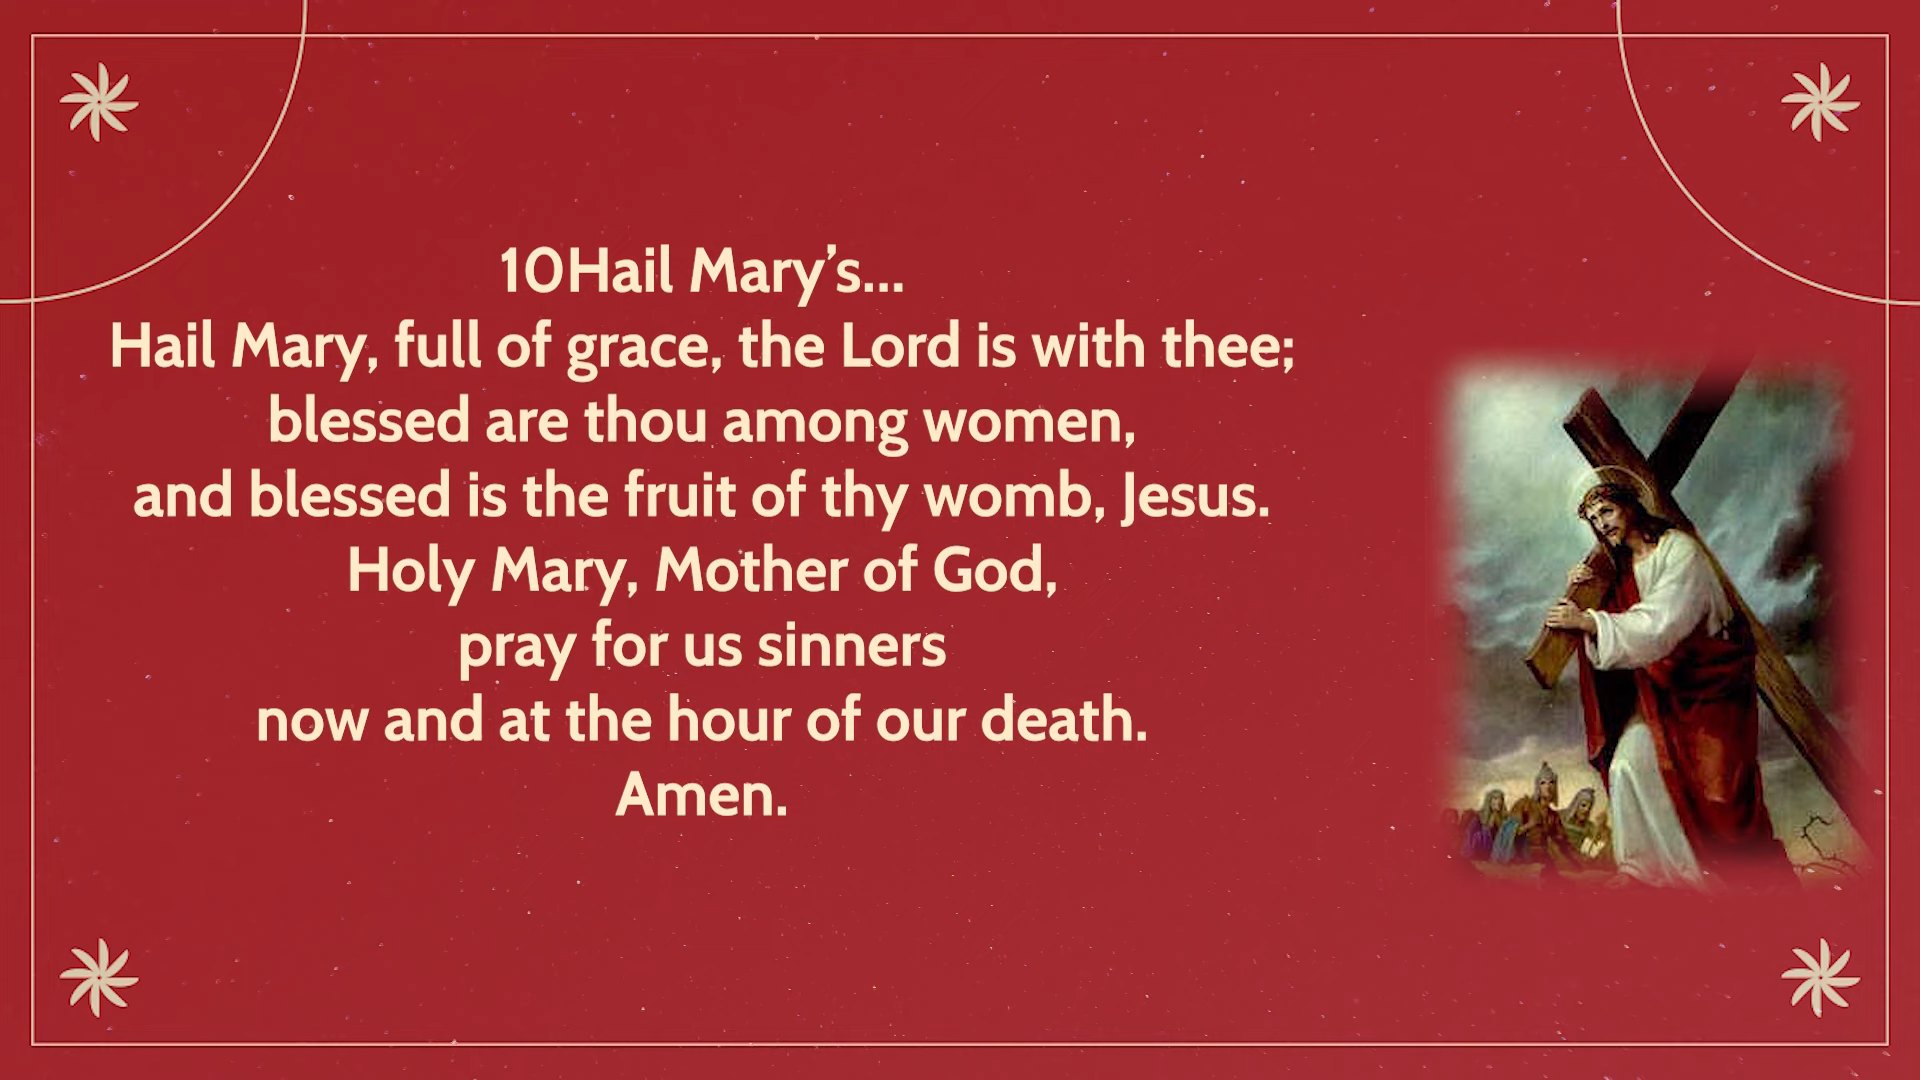 10Hail Mary’s...
Hail Mary, full of grace, the Lord is with thee;
blessed are thou among women,
and blessed is the fruit of thy womb, Jesus.
Holy Mary, Mother of God,
pray for us sinners
now and at the hour of our death.
Amen.